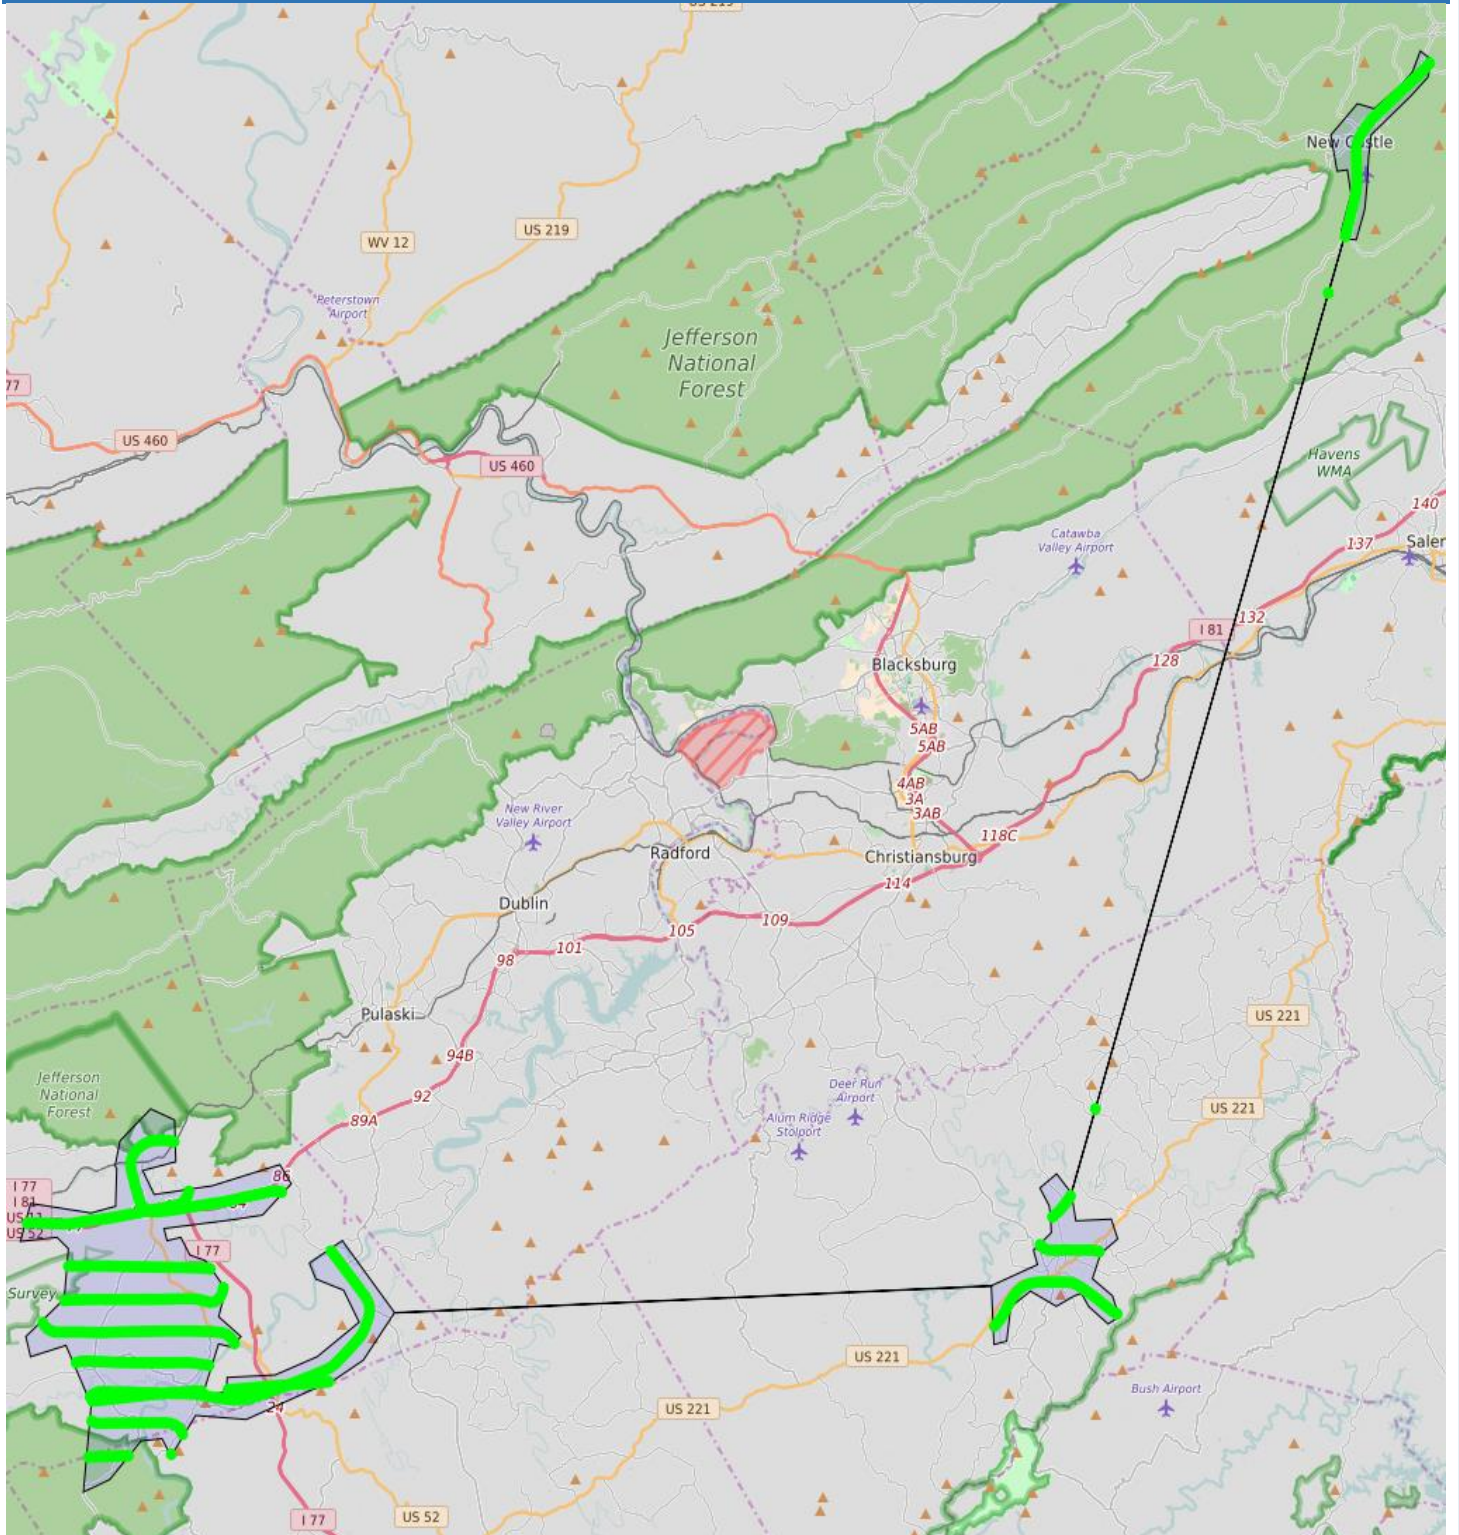 US 219
New Castle
WV 12
US 219
Peterstown
Airport
Jefferson
National
Forest
77
US 460
US 460
Havens
WMA
140
137
Catawba
Valley Airport
132
I 81
128
Blacksburg
5AB
5AB
4AB
3A
3AB
New River
Valley Airport
118C
Radford
Christiansburg
114
Dublin
109
105
101
98
Pulaski
US 221
94B
Jefferson
National
Forest
92
Deer Run
Airport
US 221
89A
Alum Ridge
Stolport
86
I 77
I 81
US 11
US 52
I 77
Survey
US 221
Bush Airport
24
US 221
I 77
US 52